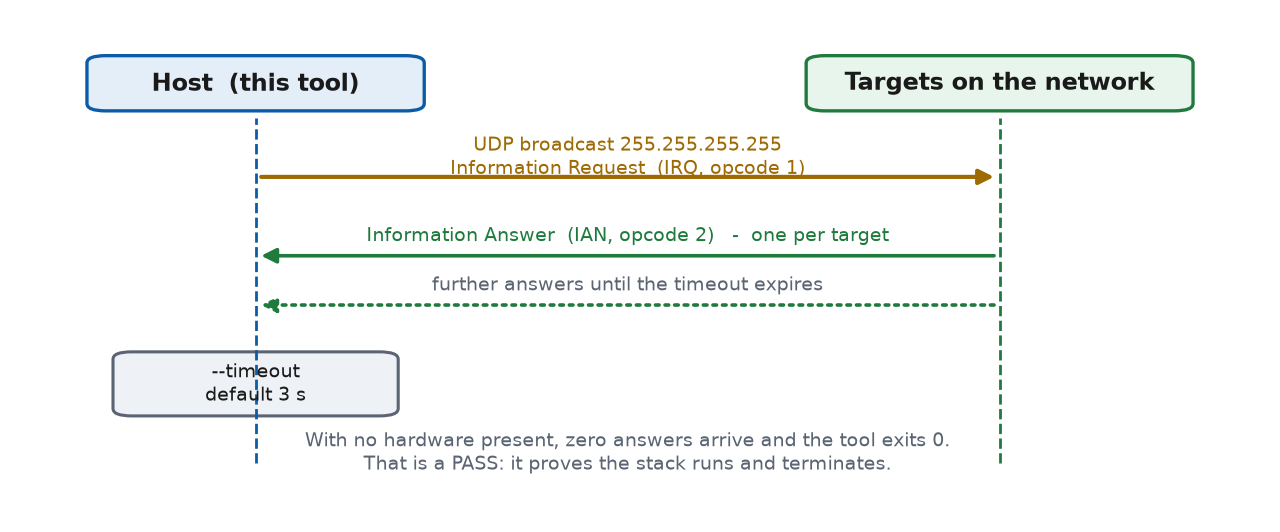 Host  (this tool)
Targets on the network
UDP broadcast 255.255.255.255
Information Request  (IRQ, opcode 1)
Information Answer  (IAN, opcode 2)   -  one per target
further answers until the timeout expires
--timeout
default 3 s
With no hardware present, zero answers arrive and the tool exits 0.
That is a PASS: it proves the stack runs and terminates.